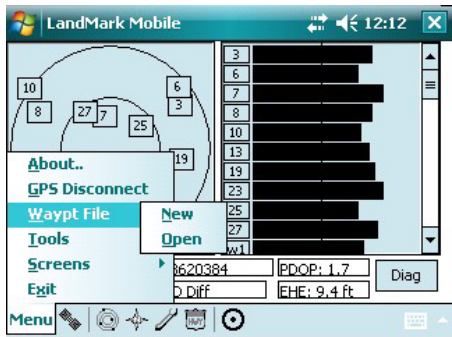 LandMark Mobile 12:12
3
6
7
8
10
13
19
23
25
27
w1
10
6
8
27
7
3
25
19
About..
GPS Disconnect
Waypt File
Tools
Screens
Exit
New
Open
3620384
PDOP: 1.7
Diag
D Diff
EHE: 9.4 ft
Menu